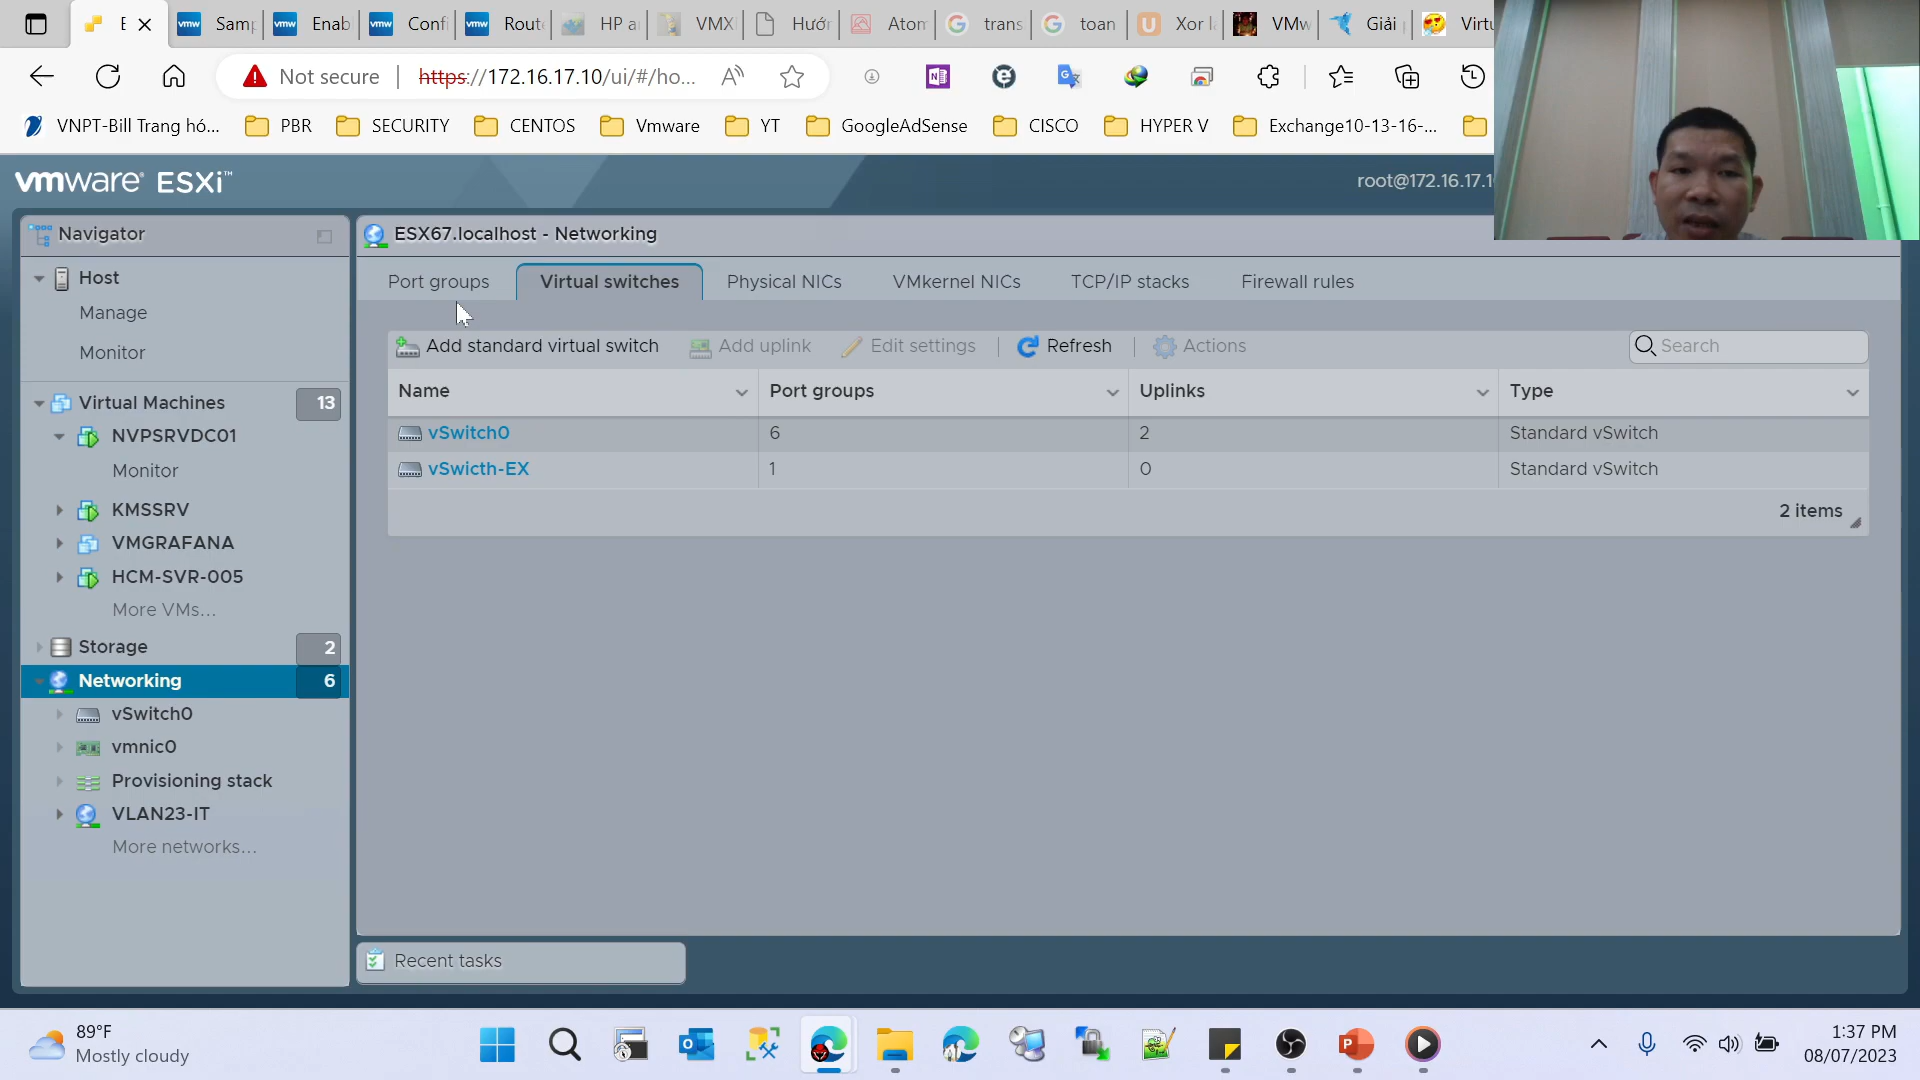 E
Samp
Enab
Confi
Route
HP a
VMX
Hướ
Atom
trans
toan
Xor l
VMw
Giải
Virtu
Not secure
https://172.16.17.10/ui/#/ho...
VNPT-Bill Trang hó...
PBR
SECURITY
CENTOS
Vmware
YT
GoogleAdSense
CISCO
HYPER V
Exchange10-13-16-...
vmware ESXi™
root@172.16.17.1
Navigator
Host
Manage
Monitor
Virtual Machines 13
NVPSRVDC01
Monitor
KMSSRV
VMGRAFANA
HCM-SVR-005
More VMs...
Storage 2
Networking 6
vSwitch0
vmnic0
Provisioning stack
VLAN23-IT
More networks...
ESX67.localhost - Networking
Port groups Virtual switches Physical NICs VMkernel NICs TCP/IP stacks Firewall rules
Add standard virtual switch Add uplink Edit settings Refresh Actions Search
Name Port groups Uplinks Type
vSwitch0 6 2 Standard vSwitch
vSwicth-EX 1 0 Standard vSwitch
2 items
Recent tasks
89°F
Mostly cloudy
1:37 PM
08/07/2023